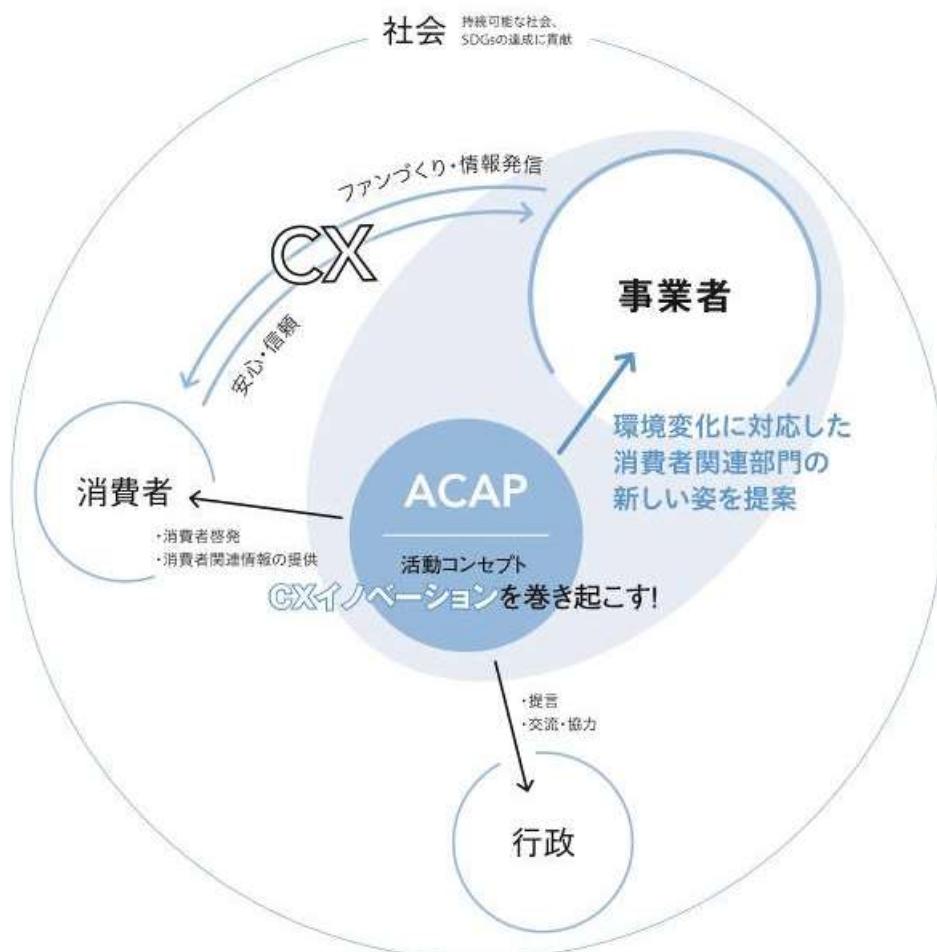 社会
持続可能な社会、
SDGsの達成に貢献
ファンづくり・情報発信
CX
安心・信頼
事業者
環境変化に対応した
消費者関連部門の
新しい姿を提案
消費者
・消費者啓発
・消費者関連情報の提供
ACAP
活動コンセプト
CXイノベーションを巻き起こす!
・提言
・交流・協力
行政